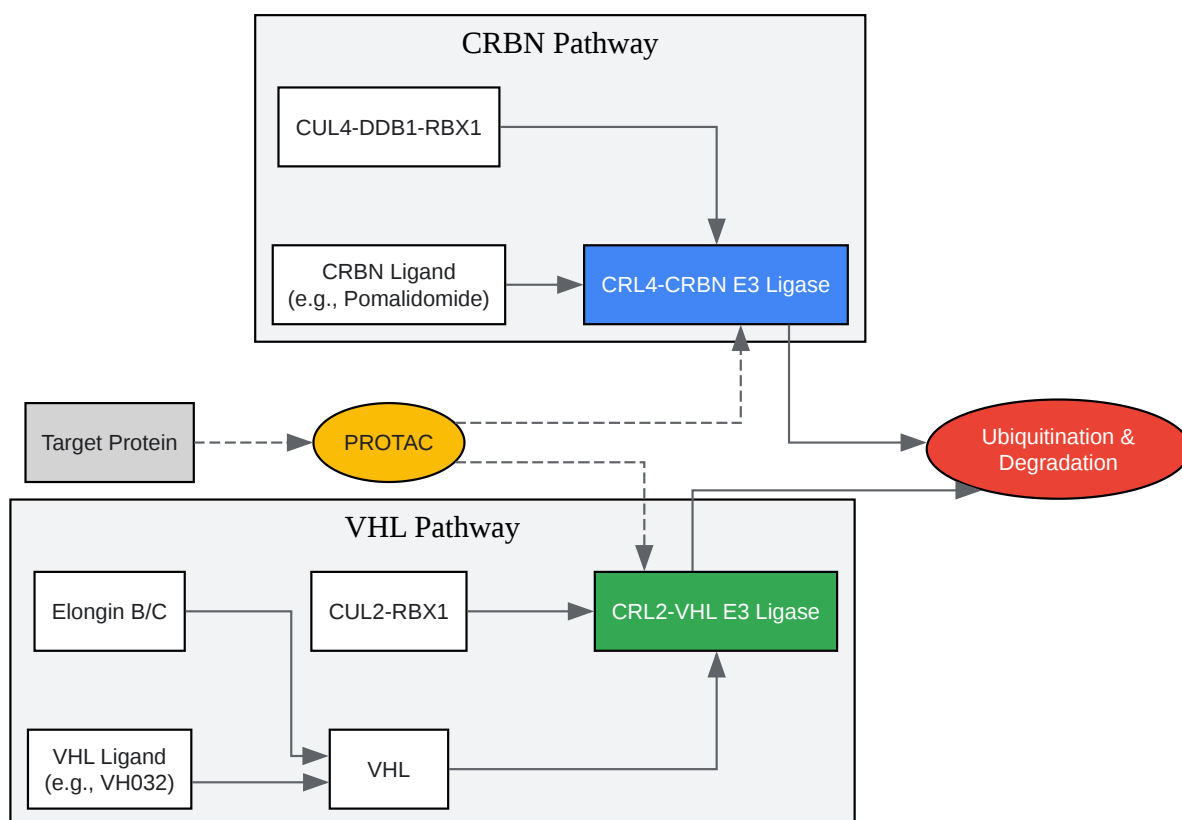 CRBN Pathway
CUL4-DDB1-RBX1
CRBN Ligand
(e.g., Pomalidomide)
CRL4-CRBN E3 Ligase
Target Protein
PROTAC
Ubiquitination &
Degradation
VHL Pathway
Elongin B/C
CUL2-RBX1
CRL2-VHL E3 Ligase
VHL Ligand
(e.g., VH032)
VHL